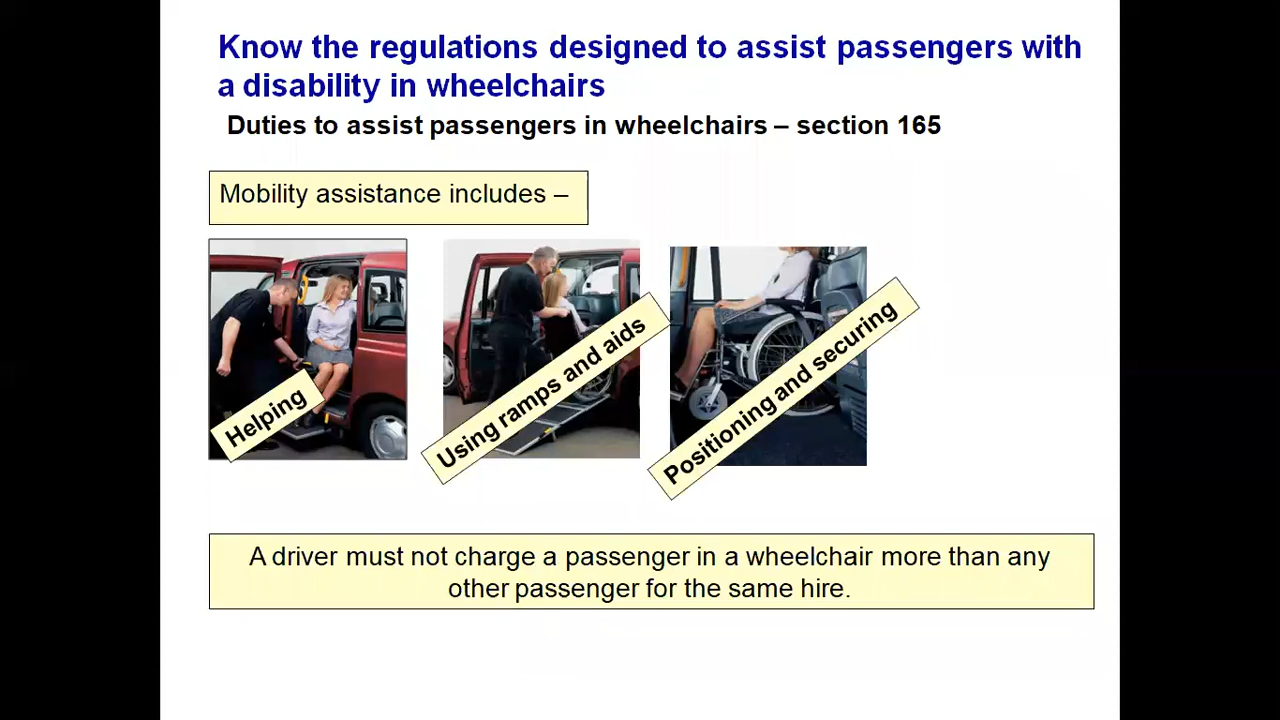 Know the regulations designed to assist passengers with
a disability in wheelchairs
Duties to assist passengers in wheelchairs – section 165
Mobility assistance includes –
Helping
Using ramps and aids
Positioning and securing
A driver must not charge a passenger in a wheelchair more than any
other passenger for the same hire.